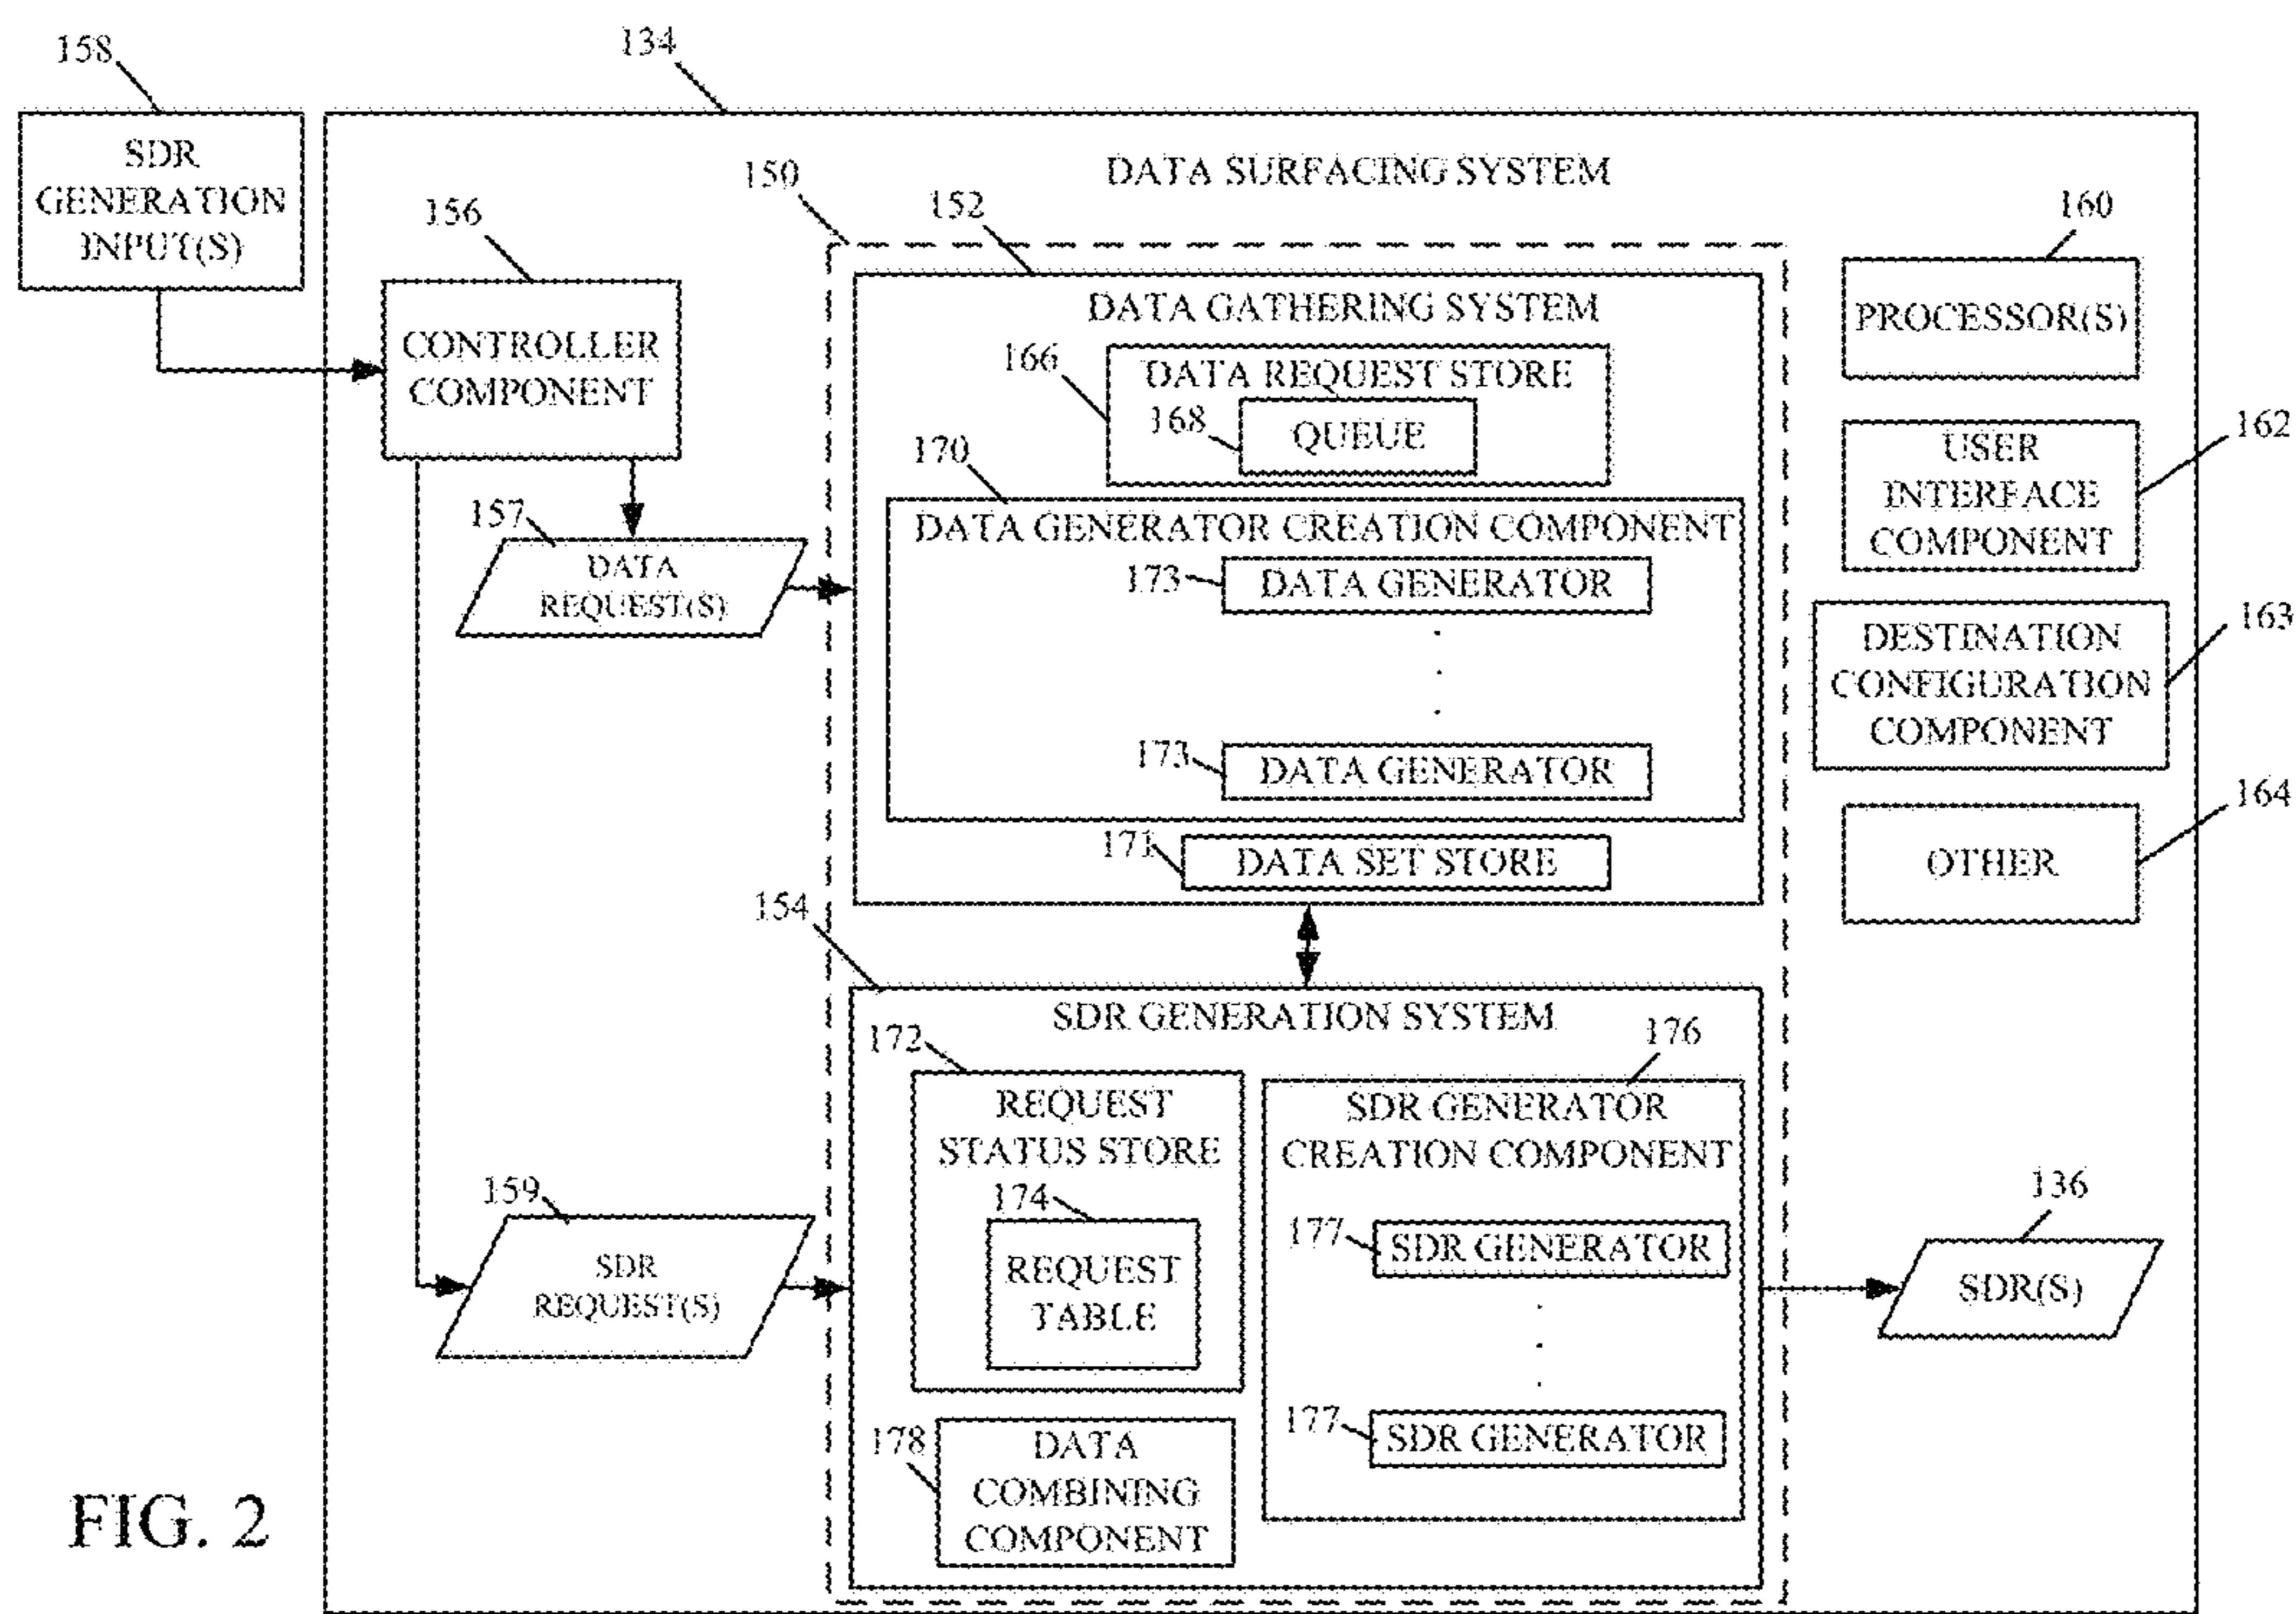 158
134
SDR
GENERATION
INPUT(S)
DATA SURFACING SYSTEM
150
152
156
160
CONTROLLER
COMPONENT
DATA GATHERING SYSTEM
PROCESSOR(S)
166
DATA REQUEST STORE
168
QUEUE
162
USER
INTERFACE
COMPONENT
170
DATA GENERATOR CREATION COMPONENT
157
DATA
REQUEST(S)
173
DATA GENERATOR
.
.
.
173
DATA GENERATOR
163
DESTINATION
CONFIGURATION
COMPONENT
164
OTHER
171
DATA SET STORE
154
SDR GENERATION SYSTEM
172
REQUEST
STATUS STORE
174
REQUEST
TABLE
176
SDR GENERATOR
CREATION COMPONENT
177
SDR GENERATOR
.
.
.
177
SDR GENERATOR
159
SDR
REQUEST(S)
136
SDR(S)
178
DATA
COMBINING
COMPONENT
FIG. 2